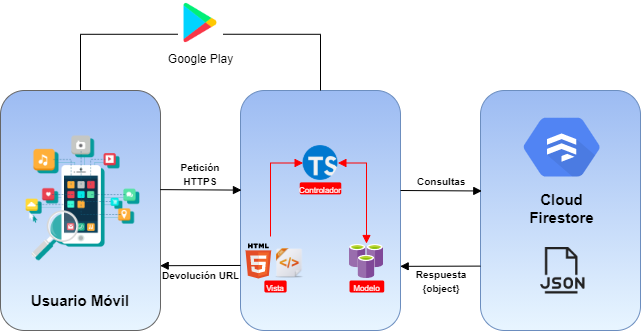 Google Play
Usuario Móvil
Petición
HTTPS
Devolución URL
TS
Controlador
HTML
5
Vista
Modelo
Consultas
Respuesta
{object}
Cloud
Firestore
JSON